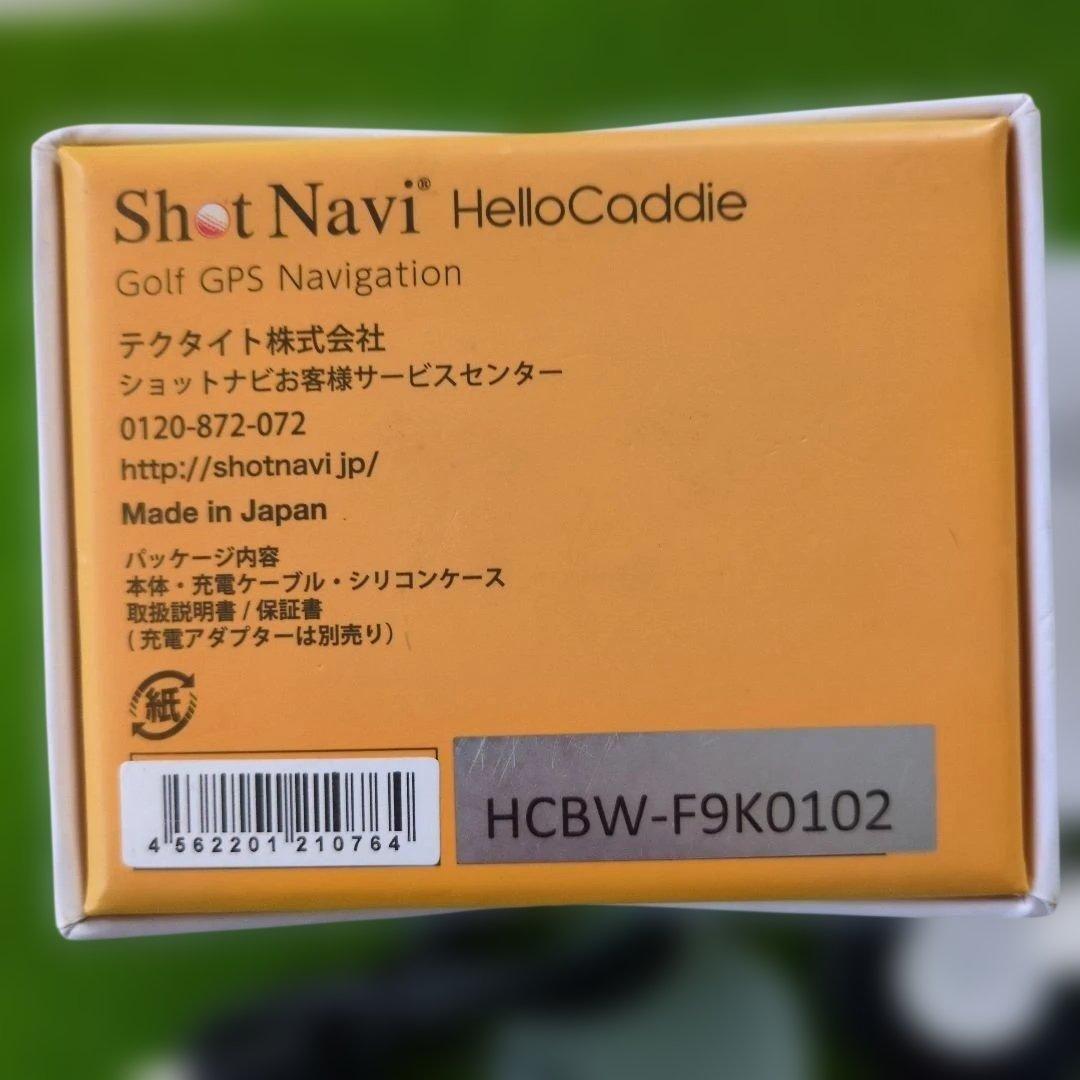 Shot Navi® HelloCaddie
Golf GPS Navigation
テクタイト株式会社
ショットナビお客様サービスセンター
0120-872-072
http://shotnavi.jp/
Made in Japan
パッケージ内容
本体・充電ケーブル・シリコンケース
取扱説明書 / 保証書
(充電アダプターは別売り)
紙
4 562201 210764
HCBW-F9K0102